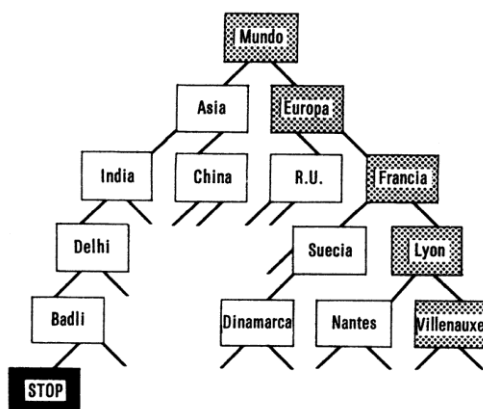 Mundo
Asia
Europa
India
China
R.U.
Francia
Delhi
Suecia
Lyon
Badli
Dinamarca
Nantes
Villenauxe
STOP